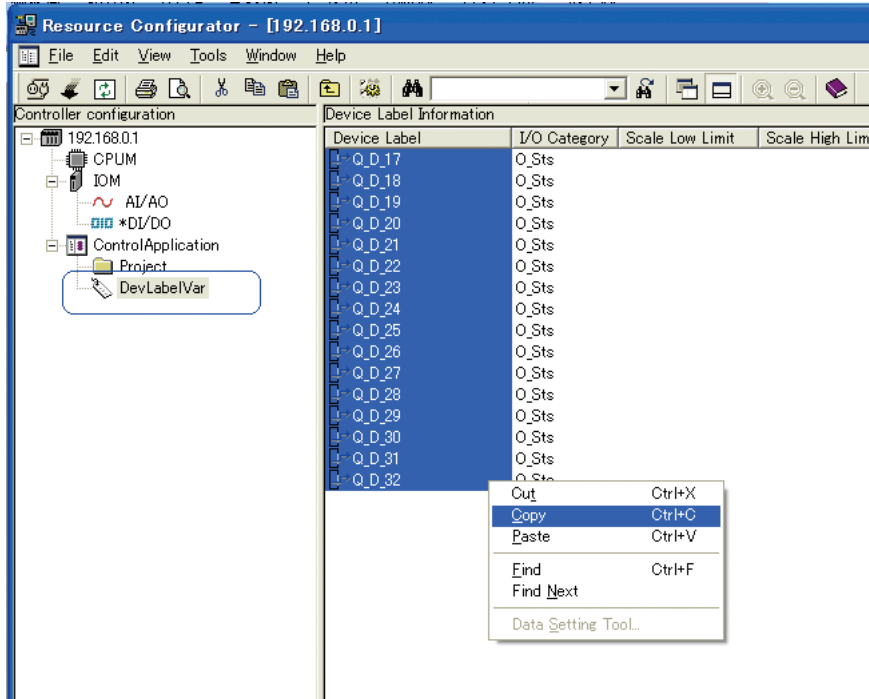 Resource Configurator - [192.168.0.1]
File Edit View Tools Window Help
Controller configuration
192.168.0.1
CPUM
IOM
AI/AO
*DI/DO
ControlApplication
Project
DevLabelVar
Device Label Information
Device Label I/O Category Scale Low Limit Scale High Lim
Q_D_17 O_Sts
Q_D_18 O_Sts
Q_D_19 O_Sts
Q_D_20 O_Sts
Q_D_21 O_Sts
Q_D_22 O_Sts
Q_D_23 O_Sts
Q_D_24 O_Sts
Q_D_25 O_Sts
Q_D_26 O_Sts
Q_D_27 O_Sts
Q_D_28 O_Sts
Q_D_29 O_Sts
Q_D_30 O_Sts
Q_D_31 O_Sts
Q_D_32 O_Sts
Cut Ctrl+X
Copy Ctrl+C
Paste Ctrl+V
Find Ctrl+F
Find Next
Data Setting Tool...